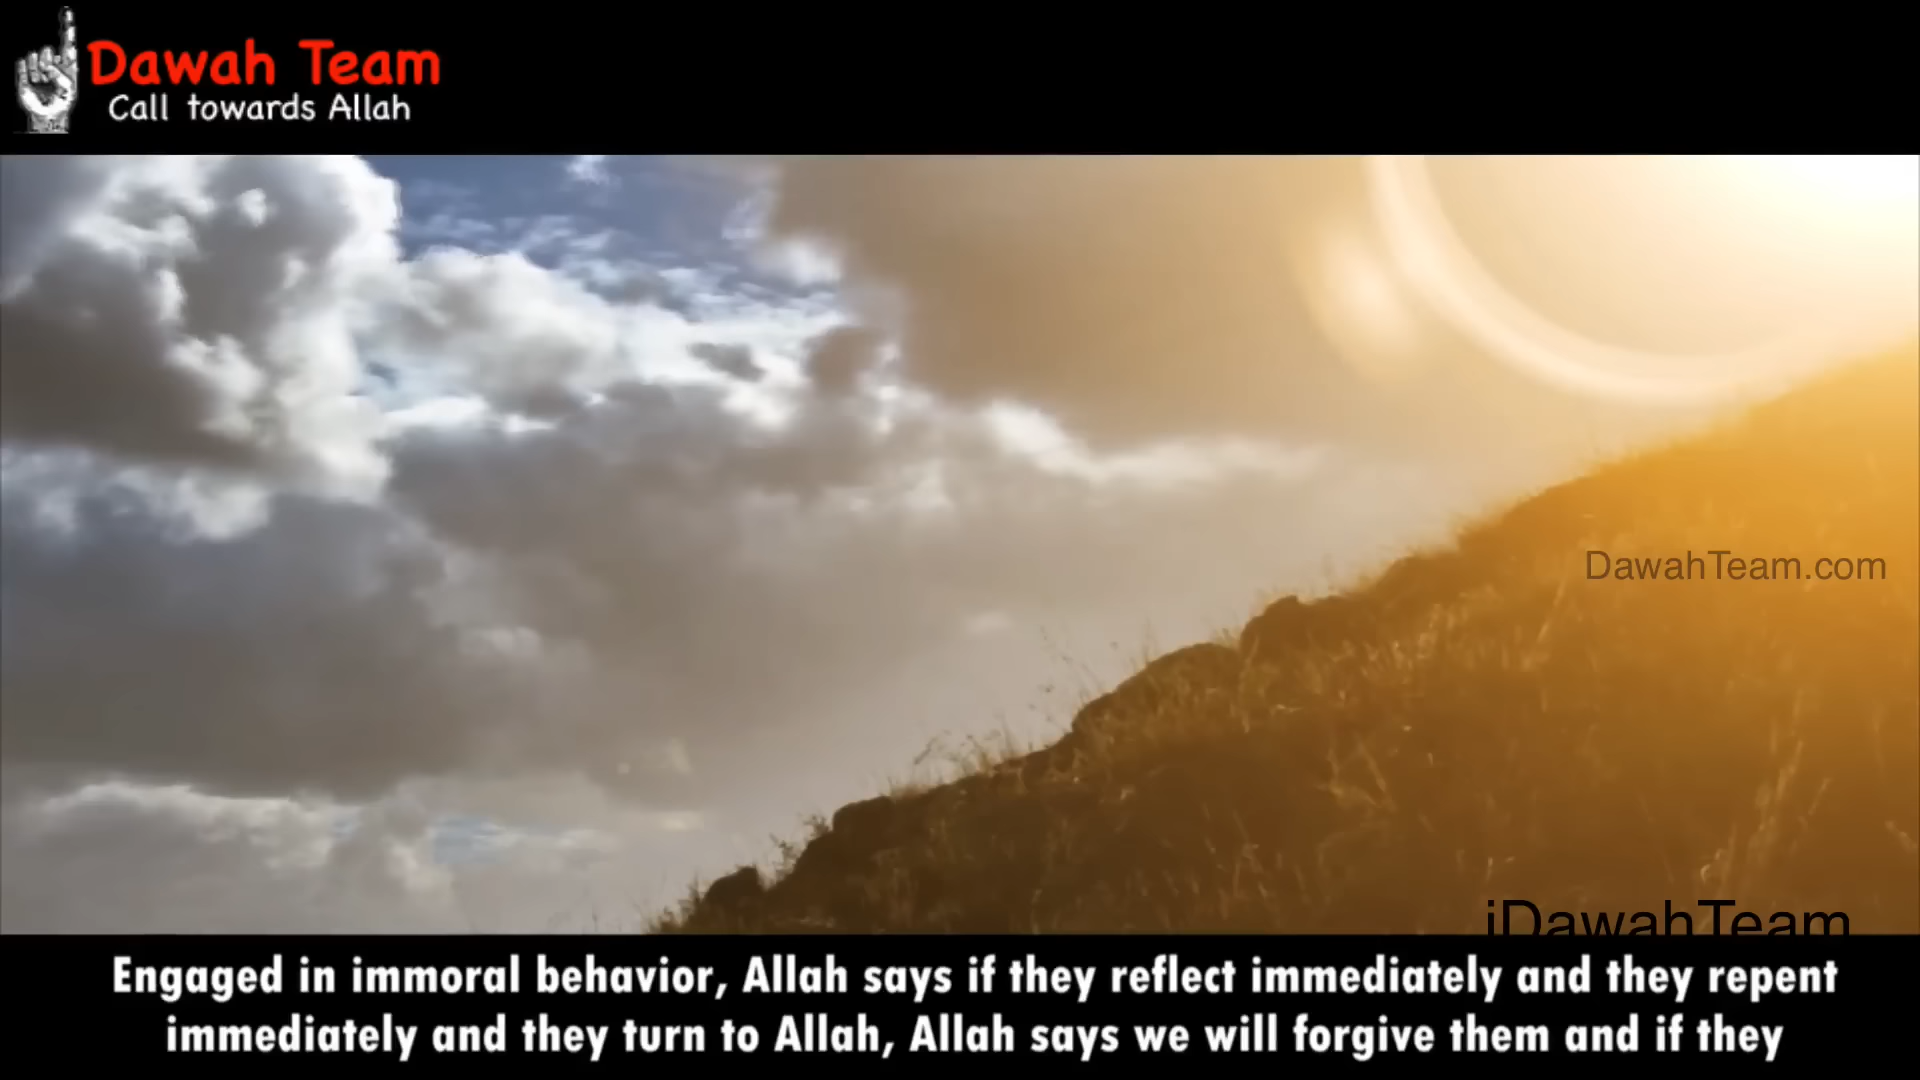 Dawah Team
Call towards Allah
DawahTeam.com
iDawahTeam
Engaged in immoral behavior, Allah says if they reflect immediately and they repent
immediately and they turn to Allah, Allah says we will forgive them and if they